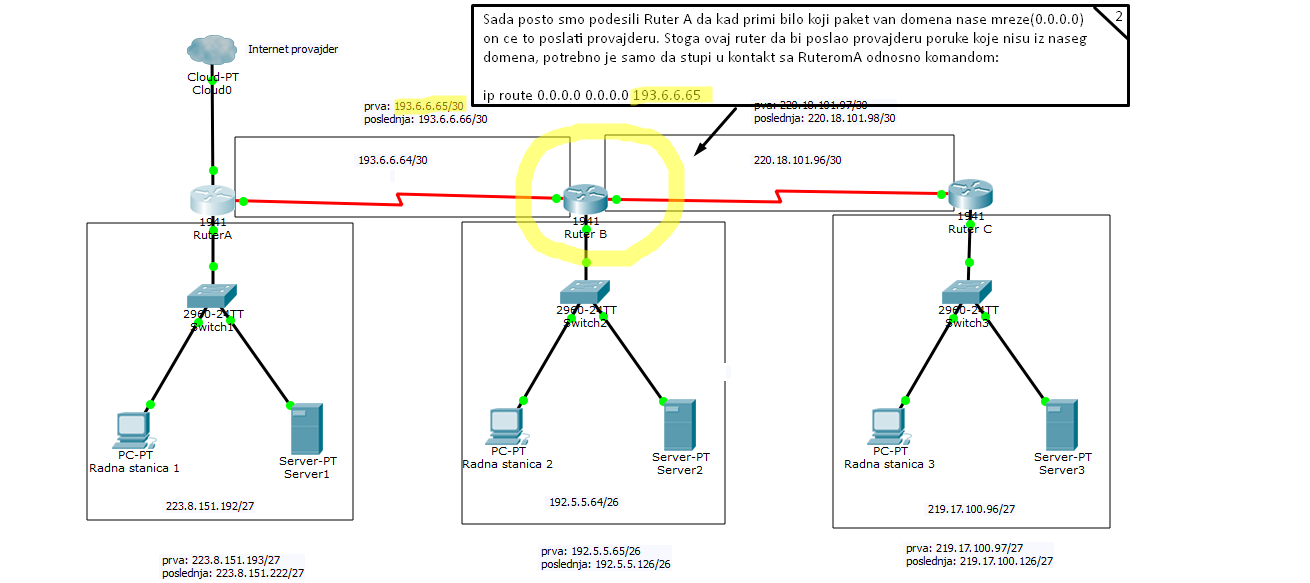 Sada posto smo podesili Ruter A da kad primi bilo koji paket van domena nase mreze(0.0.0.0)
on ce to poslati provajderu. Stoga ovaj ruter da bi poslao provajderu poruke koje nisu iz naseg
domena, potrebno je samo da stupi u kontakt sa RuteromA odnosno komandom:
ip route 0.0.0.0 0.0.0.0 193.6.6.65
2
Internet provajder
Cloud-PT
Cloud0
prva: 193.6.6.65/30
poslednja: 193.6.6.66/30
pva: 220.18.101.97/30
poslednja: 220.18.101.98/30
193.6.6.64/30
220.18.101.96/30
1941
RuterA
1941
Ruter B
1941
Ruter C
2960-24TT
Switch1
2960-24TT
Switch2
2960-24TT
Switch3
PC-PT
Radna stanica 1
Server-PT
Server1
PC-PT
Radna stanica 2
Server-PT
Server2
PC-PT
Radna stanica 3
Server-PT
Server3
223.8.151.192/27
192.5.5.64/26
219.17.100.96/27
prva: 223.8.151.193/27
poslednja: 223.8.151.222/27
prva: 192.5.5.65/26
poslednja: 192.5.5.126/26
prva: 219.17.100.97/27
poslednja: 219.17.100.126/27